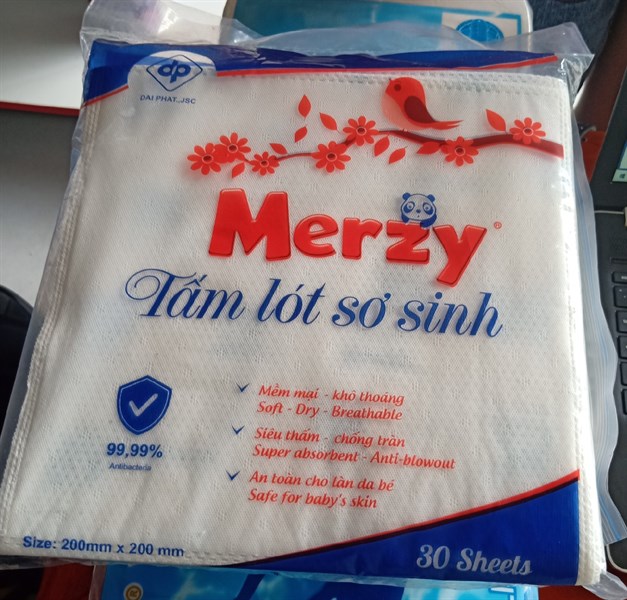 dp
DAI PHAT.,JSC
Merzy®
Tấm lót sơ sinh
Mềm mại - khô thoáng
Soft - Dry - Breathable
Siêu thấm - chống tràn
Super absorbent - Anti-blowout
An toàn cho làn da bé
Safe for baby's skin
99,99%
Antibacteria
Size: 200mm x 200 mm
30 Sheets